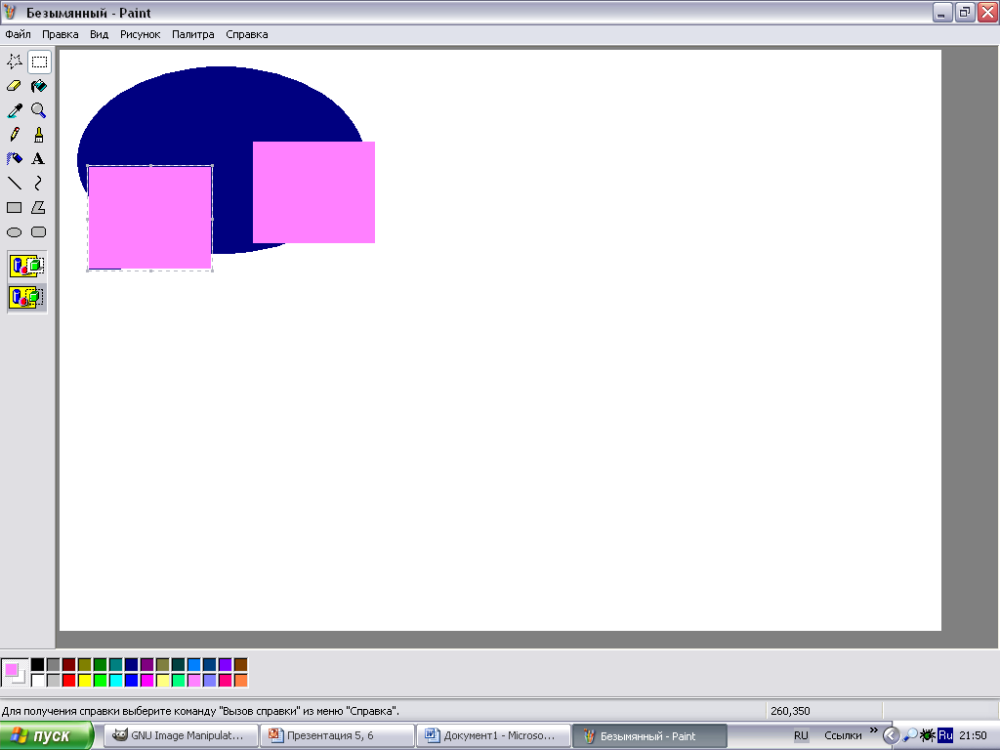 Безымянный - Paint
Файл Правка Вид Рисунок Палитра Справка
A
Для получения справки выберите команду "Вызов справки" из меню "Справка".
260,350
пуск
GNU Image Manipulat...
Презентация 5, 6
Документ1 - Microso...
Безымянный - Paint
RU
Ссылки
»
Ru
21:50